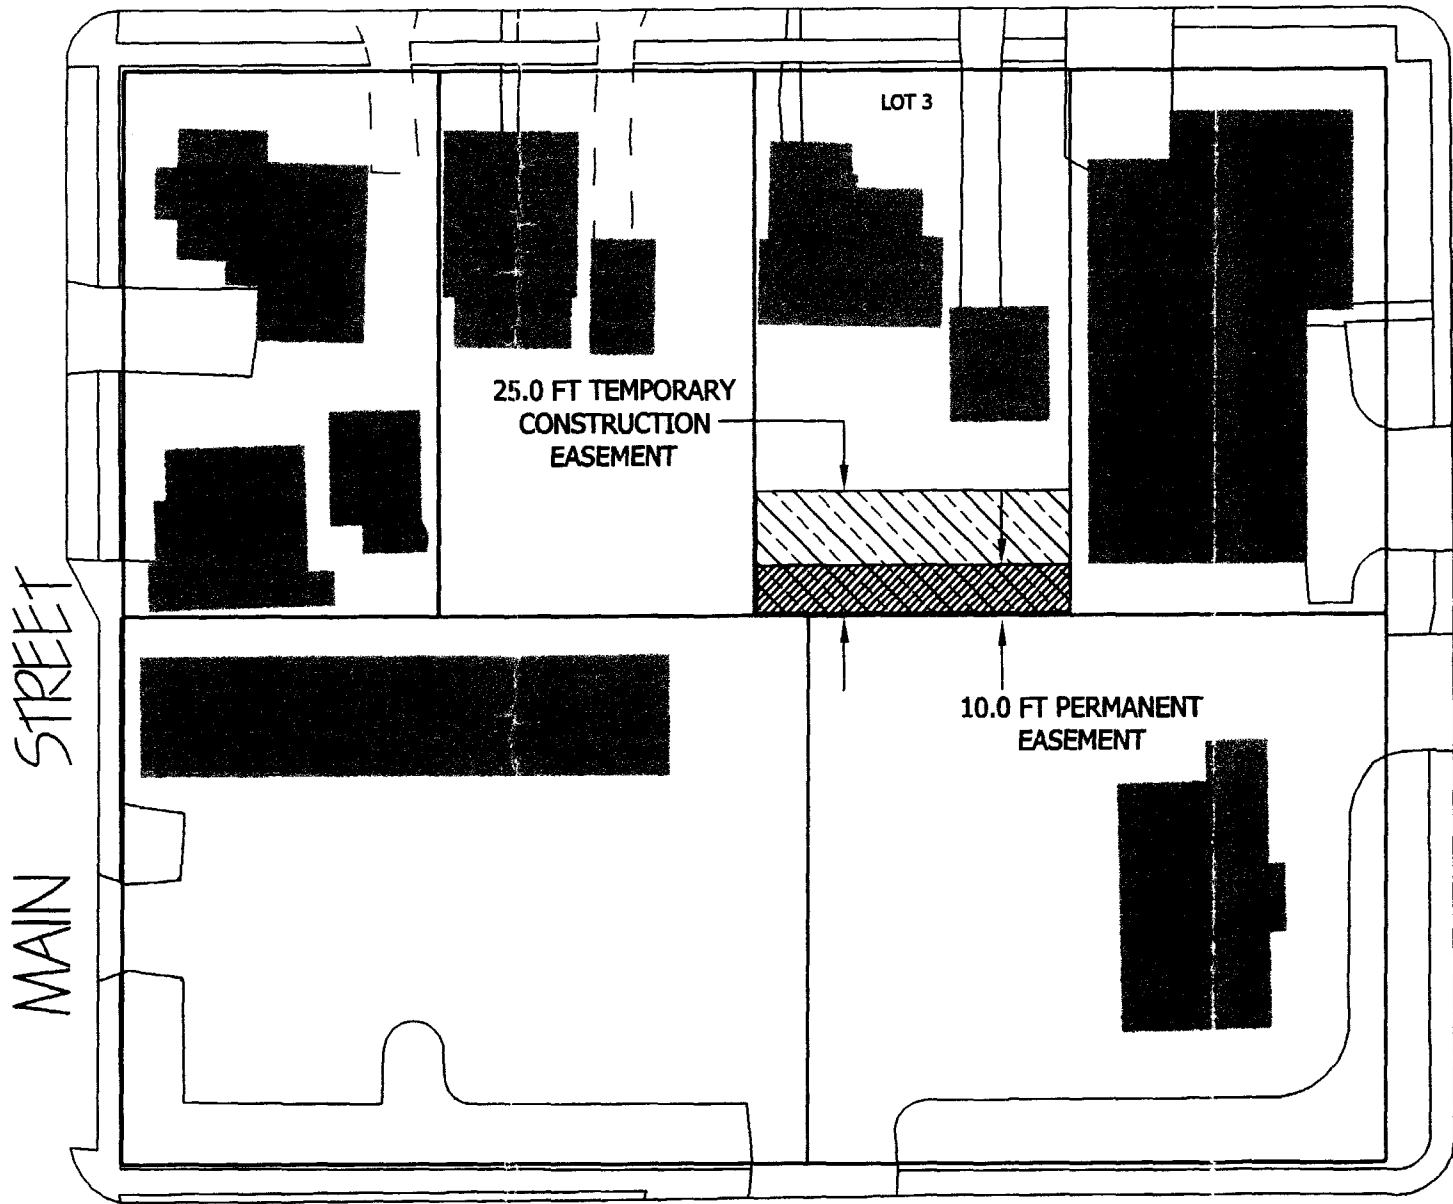 LOT 3
25.0 FT TEMPORARY
CONSTRUCTION
EASEMENT
10.0 FT PERMANENT
EASEMENT
MAIN STREET